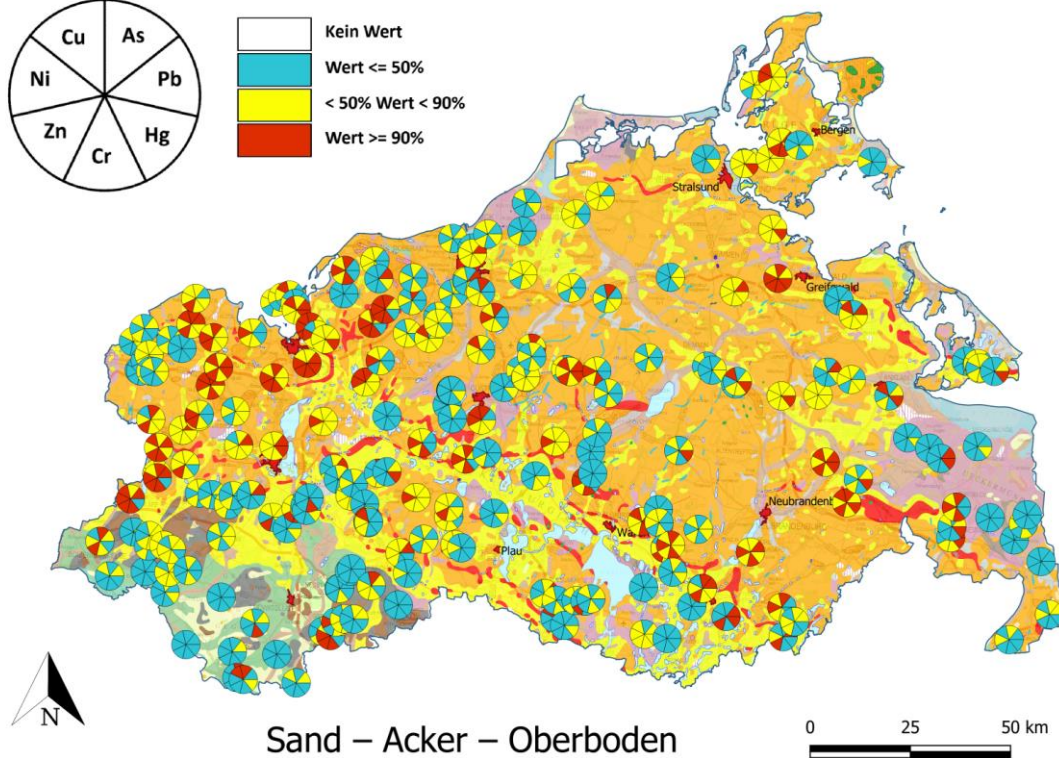 Cu
As
Ni
Pb
Zn
Hg
Cr
Kein Wert
Wert <= 50%
< 50% Wert < 90%
Wert >= 90%
Bergen
Stralsund
Greifswald
Neubrandent
Wa
Plau
N
Sand – Acker – Oberboden
0 25 50 km